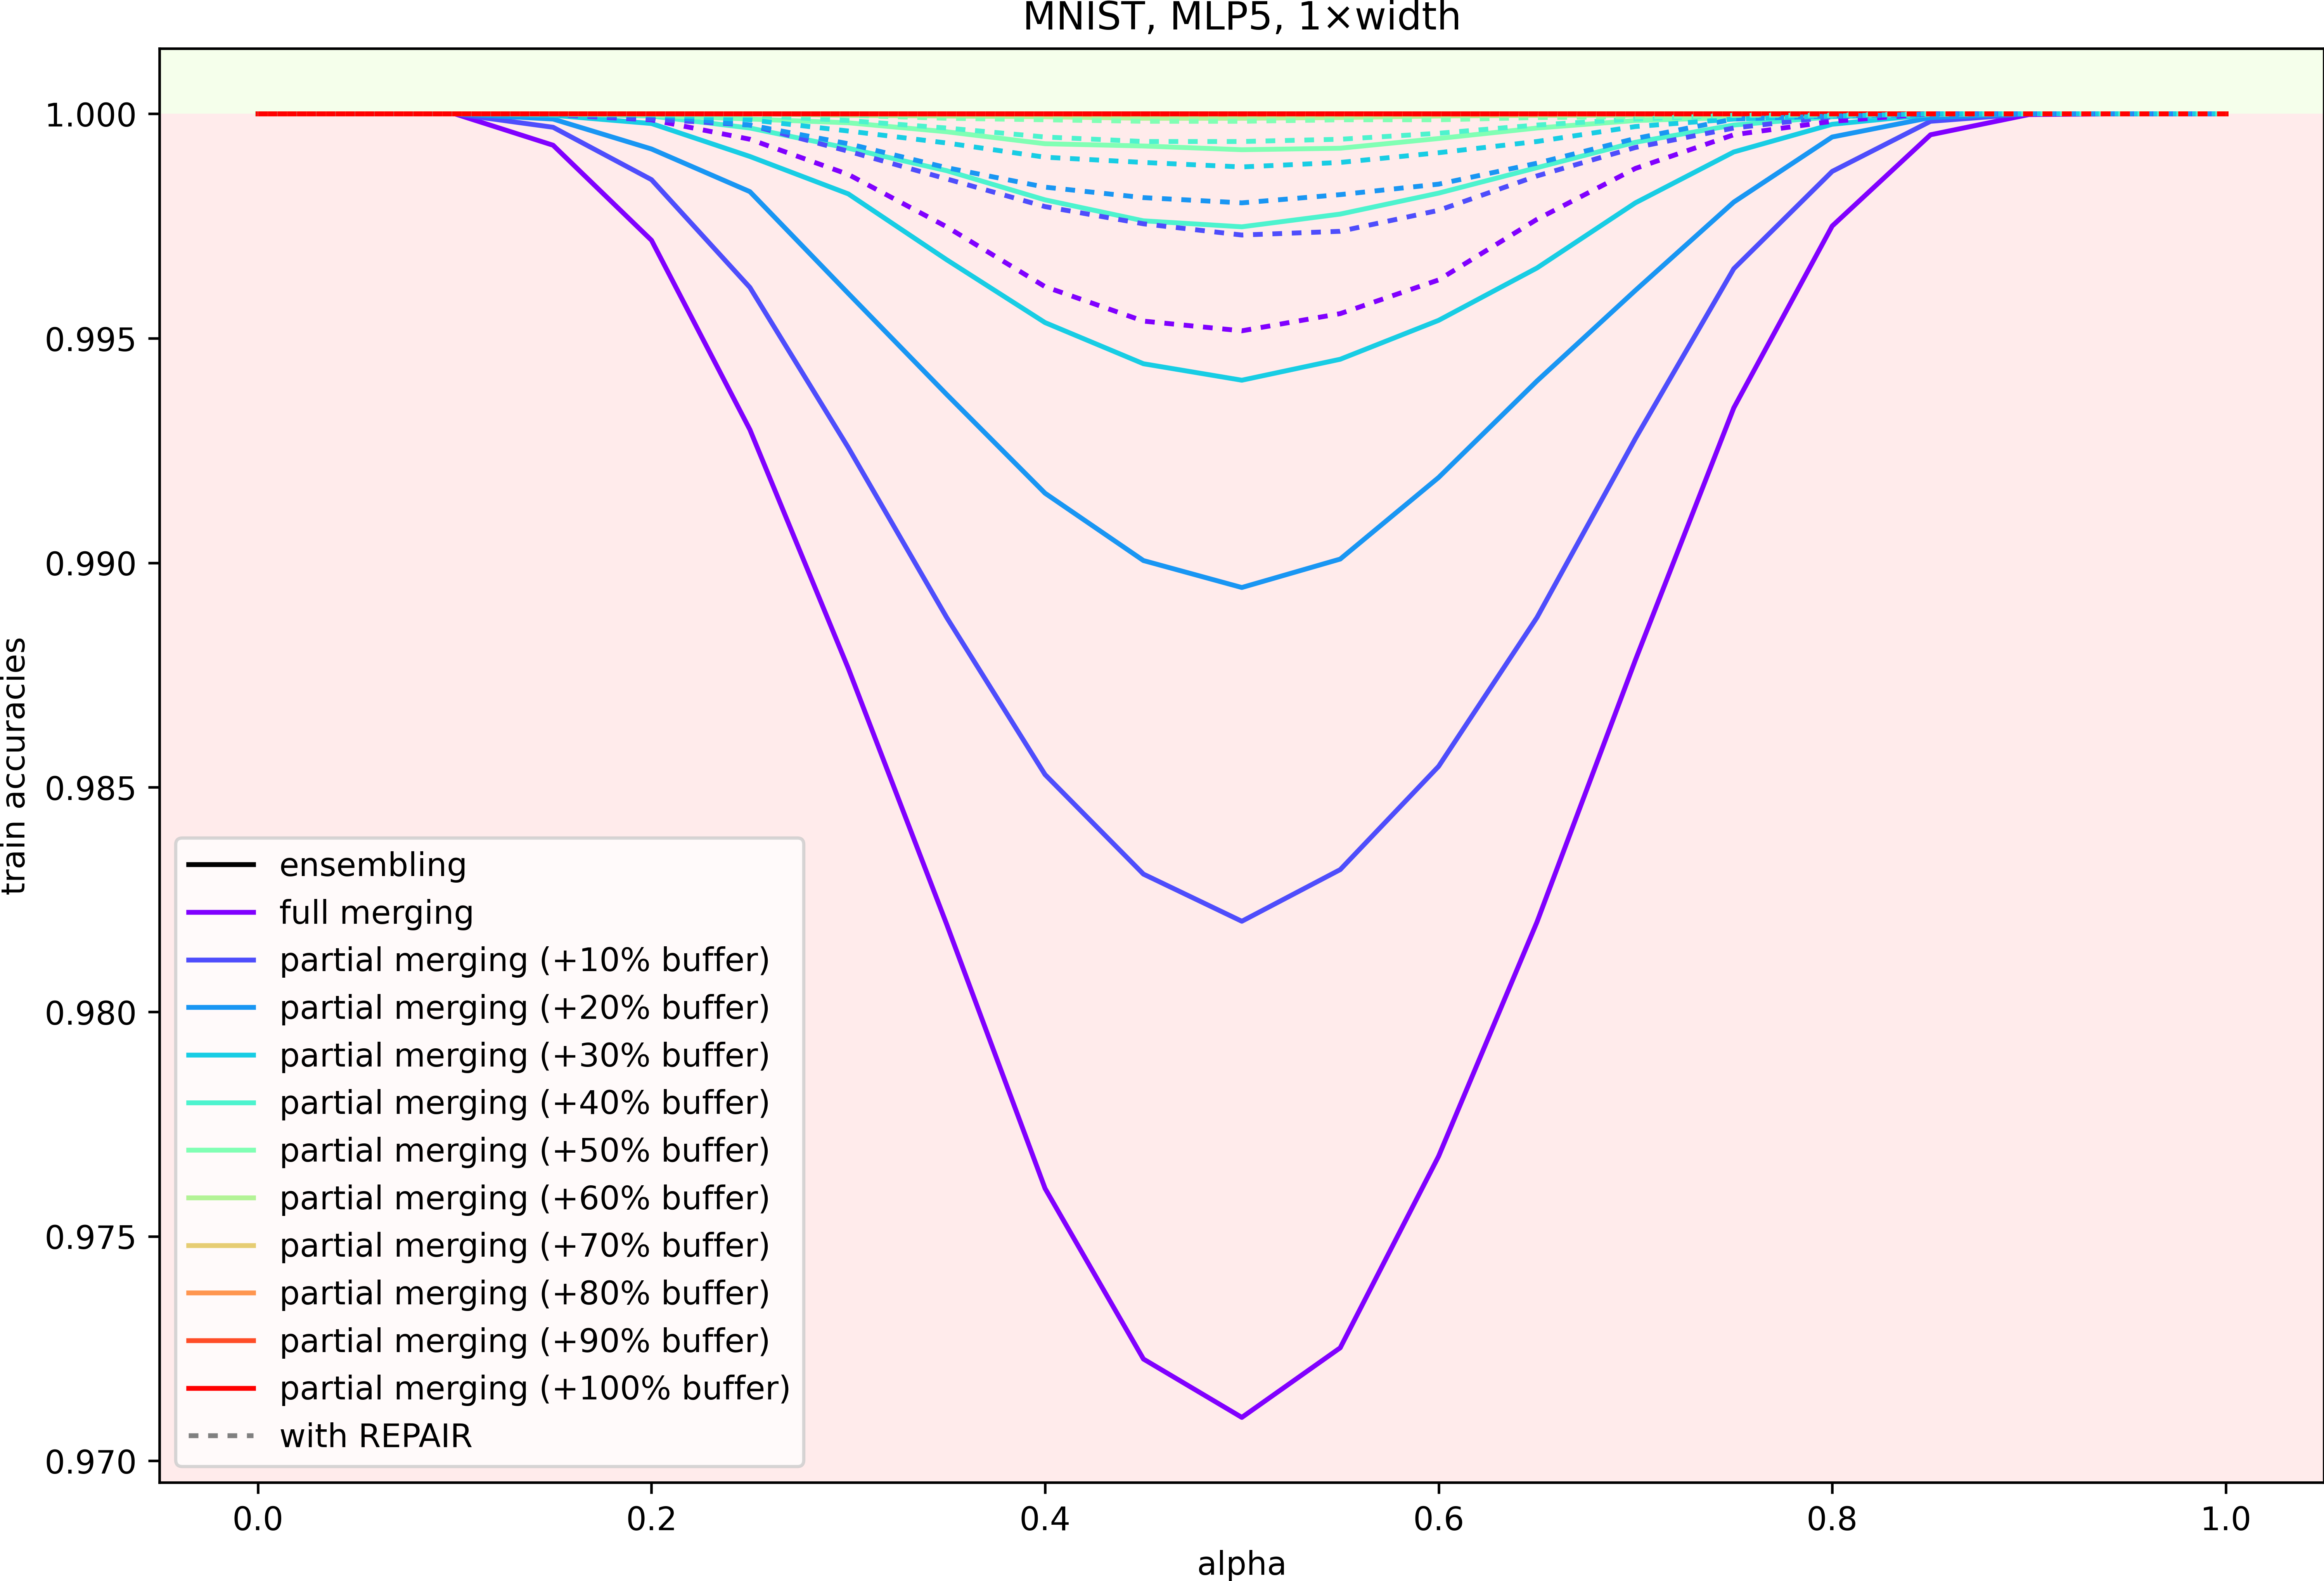 MNIST, MLP5, 1×width
1.000
0.995
0.990
0.985
0.980
0.975
0.970
train accuracies
ensembling
full merging
partial merging (+10% buffer)
partial merging (+20% buffer)
partial merging (+30% buffer)
partial merging (+40% buffer)
partial merging (+50% buffer)
partial merging (+60% buffer)
partial merging (+70% buffer)
partial merging (+80% buffer)
partial merging (+90% buffer)
partial merging (+100% buffer)
with REPAIR
0.0 0.2 0.4 0.6 0.8 1.0
alpha